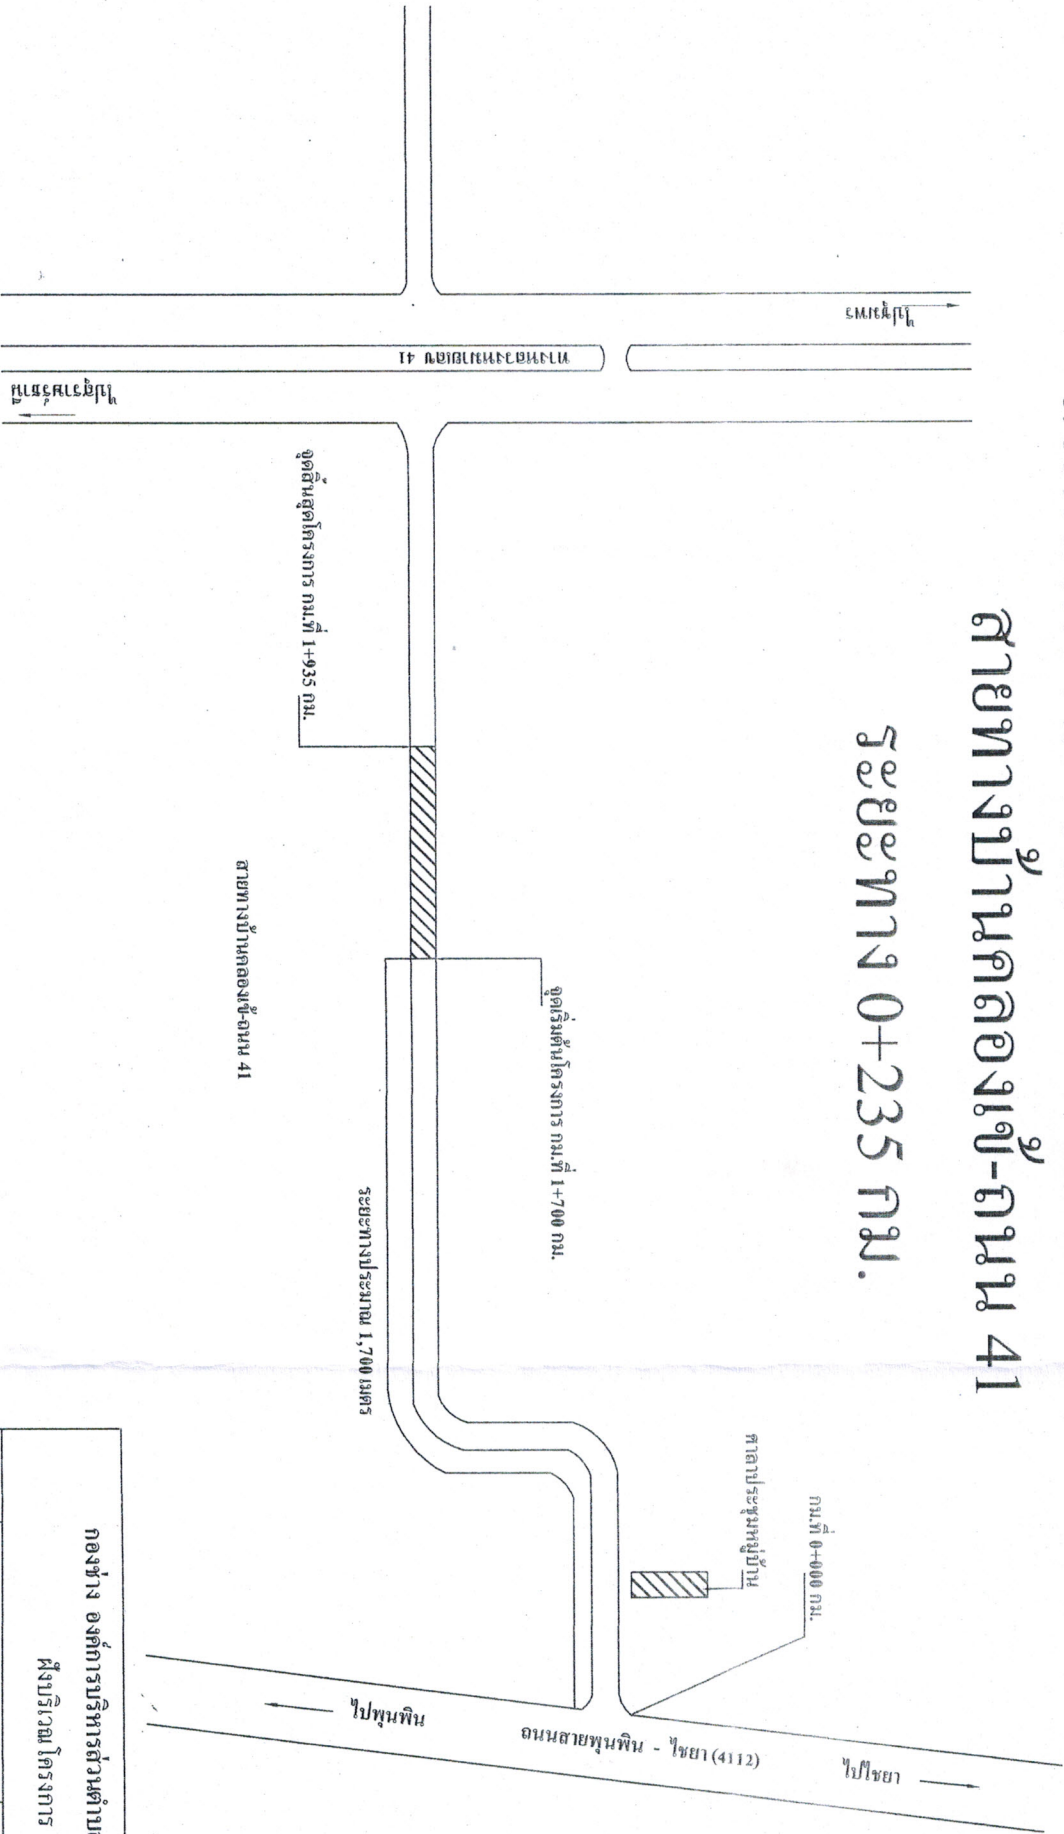 สายทางบ้านคลองเข้-ถนน 41
ระยะทาง 0+235 กม.
ไปชุมพร
ทางหลวงหมายเลข 41
ไปสุราษร์ธานี
จุดสิ้นสุดโครงการ กม.ที่ 1+935 กม.
จุดเริ่มต้นโครงการ กม.ที่ 1+700 กม.
สายทางบ้านคลองเข้-ถนน 41
ระยะทางประมาณ 1,700 เมตร
กม.ที่ 0+000 กม.
ศาลาประชุมหมู่บ้าน
ไปพุนพิน
ถนนสายพุนพิน - ไชยา (4112)
ไปไชยา
กองช่าง องค์การบริหารส่วนตำบล
ผังบริเวณโครงการ